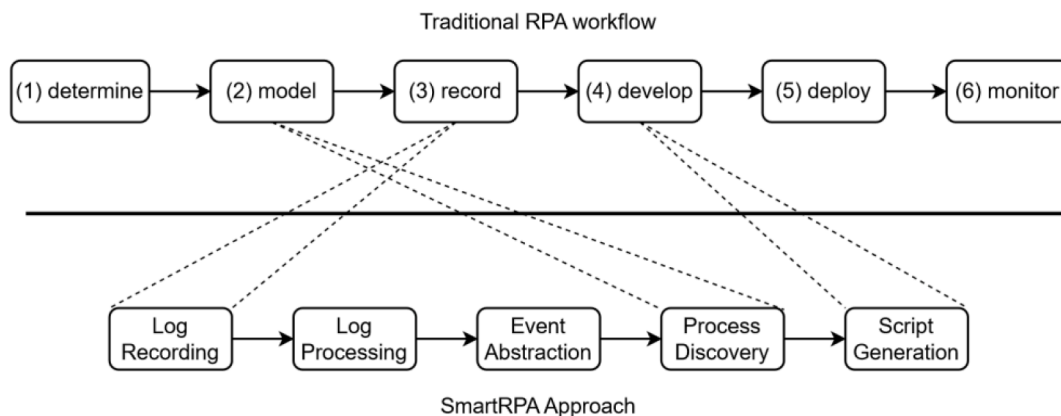 Traditional RPA workflow
(1) determine
(2) model
(3) record
(4) develop
(5) deploy
(6) monitor
Log
Recording
Log
Processing
Event
Abstraction
Process
Discovery
Script
Generation
SmartRPA Approach